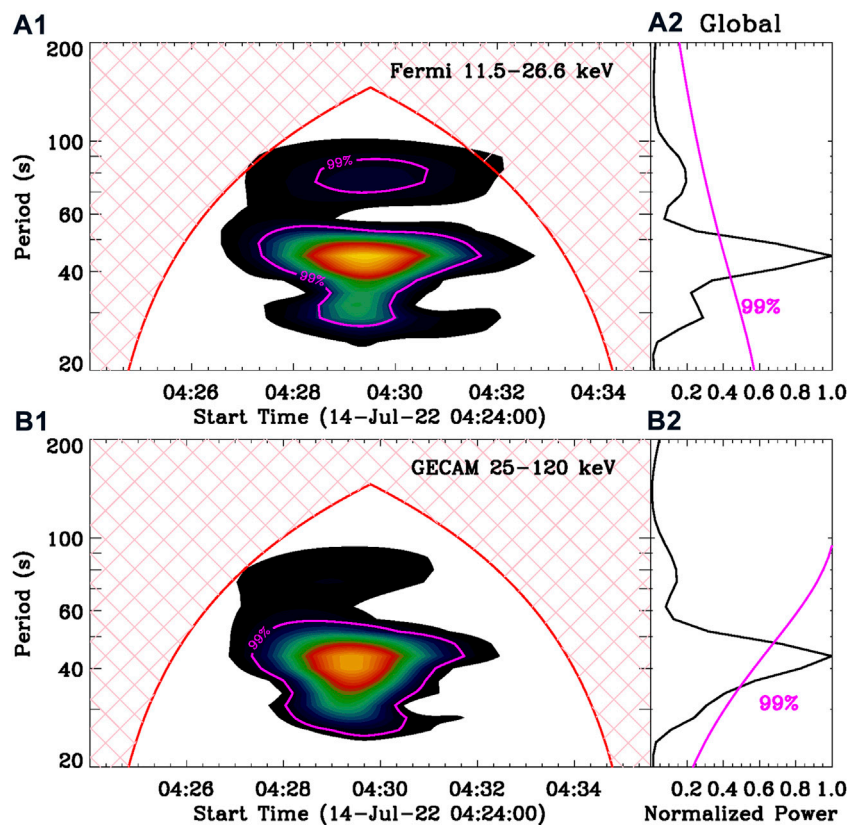 A1
A2 Global
Fermi 11.5-26.6 keV
Period (s)
200
100
60
40
20
99%
99%
99%
04:26 04:28 04:30 04:32 04:34
0.2 0.4 0.6 0.8 1.0
Start Time (14-Jul-22 04:24:00)
B1
B2
GECAM 25-120 keV
Period (s)
200
100
60
40
20
99%
99%
04:26 04:28 04:30 04:32 04:34
0.2 0.4 0.6 0.8 1.0
Start Time (14-Jul-22 04:24:00)
Normalized Power